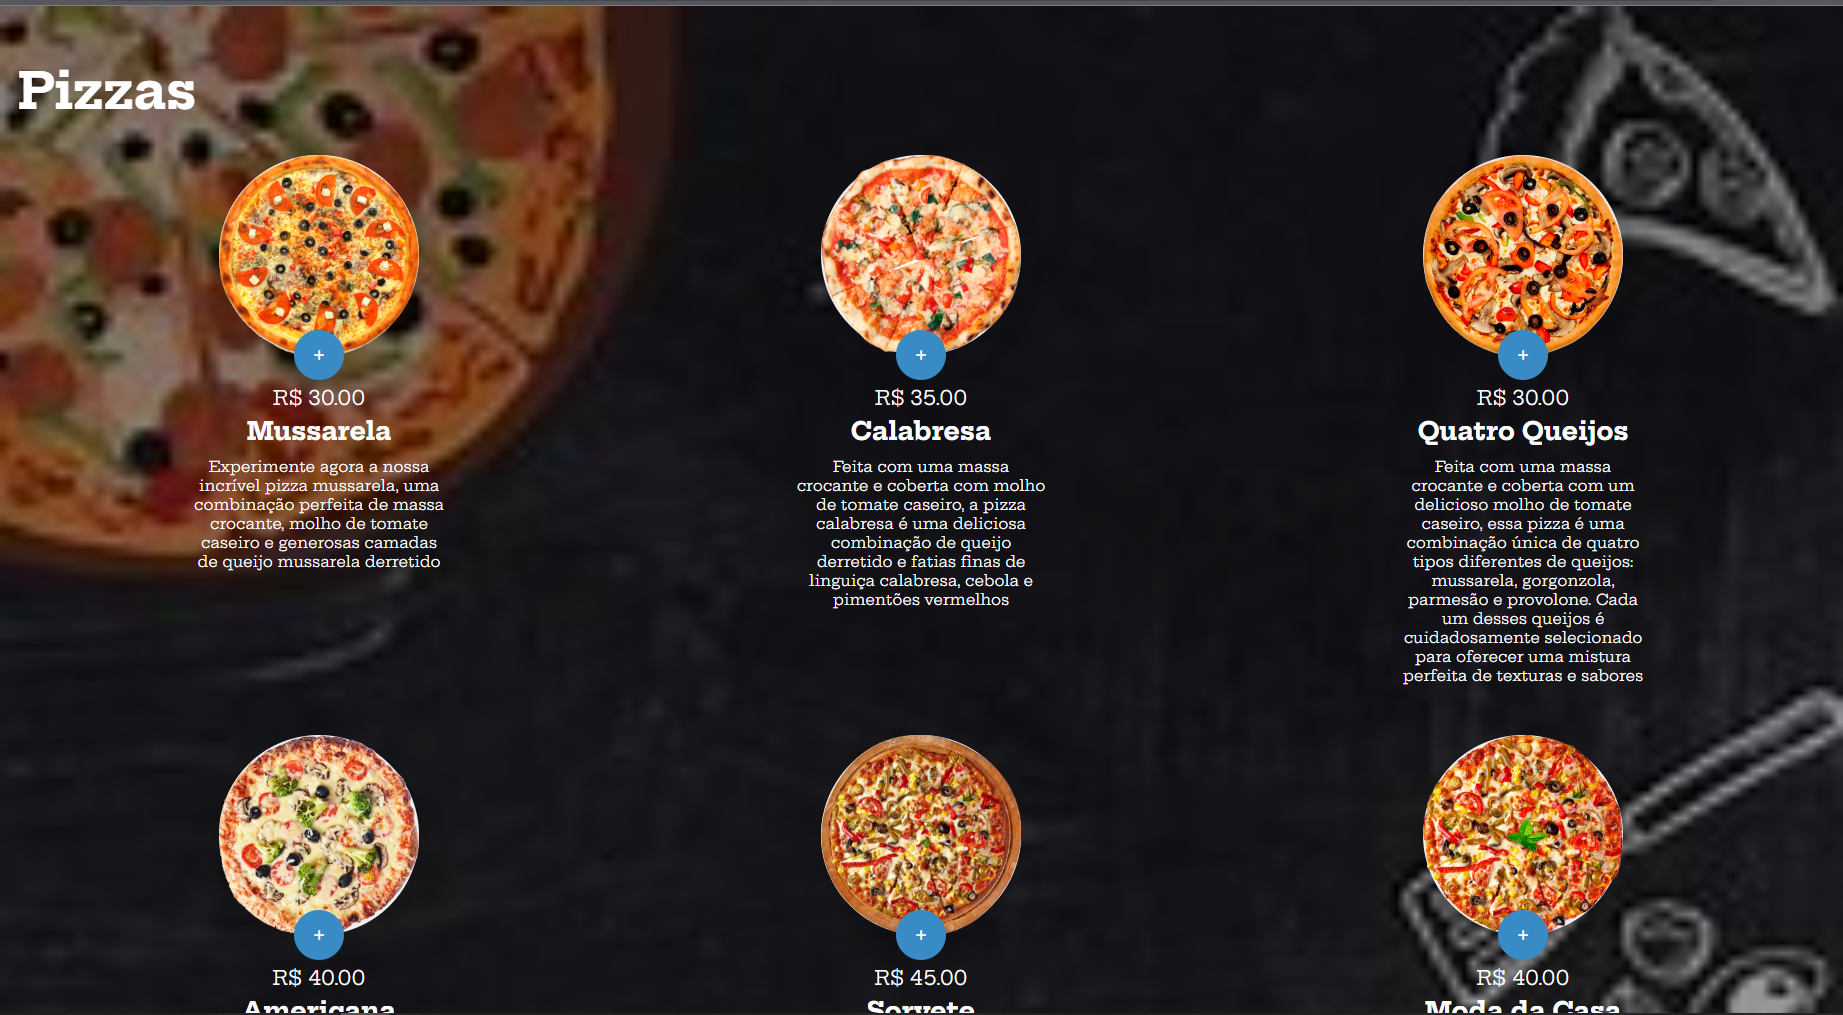 Pizzas
+
+
+
R$ 30.00
R$ 35.00
R$ 30.00
Mussarela
Calabresa
Quatro Queijos
Experimente agora a nossa
incrível pizza mussarela, uma
combinação perfeita de massa
crocante, molho de tomate
caseiro e generosas camadas
de queijo mussarela derretido
Feita com uma massa
crocante e coberta com molho
de tomate caseiro, a pizza
calabresa é uma deliciosa
combinação de queijo
derretido e fatias finas de
linguiça calabresa, cebola e
pimentões vermelhos
Feita com uma massa
crocante e coberta com um
delicioso molho de tomate
caseiro, essa pizza é uma
combinação única de quatro
tipos diferentes de queijos:
mussarela, gorgonzola,
parmesão e provolone. Cada
um desses queijos é
cuidadosamente selecionado
para oferecer uma mistura
perfeita de texturas e sabores
+
+
+
R$ 40.00
R$ 45.00
R$ 40.00
Americana
Sorvete
Moda da Casa